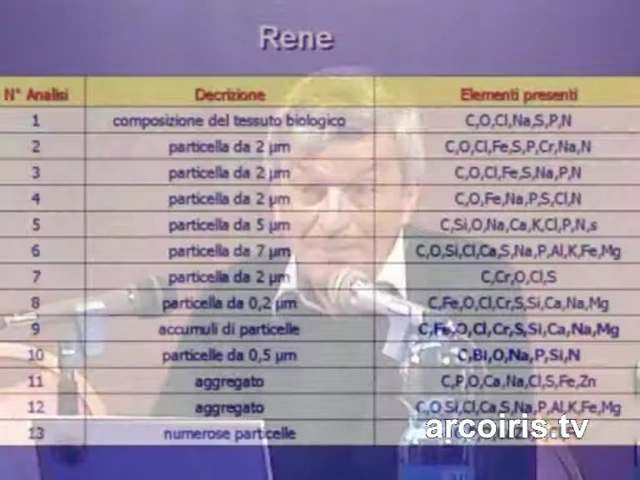 Rene
N° Analisi Decrizione Elementi presenti
1 composizione del tessuto biologico C,O,Cl,Na,S,P,N
2 particella da 2 µm C,O,Cl,Fe,S,P,Cr,Na,N
3 particella da 2 µm C,O,Cl,Fe,S,Na,P,N
4 particella da 2 µm C,O,Fe,Na,P,S,Cl,N
5 particella da 5 µm C,Si,O,Na,Ca,K,Cl,P,N,s
6 particella da 7 µm C,O,Si,Cl,Ca,S,Na,P,Al,K,Fe,Mg
7 particella da 2 µm C,Cr,O,Cl,S
8 particella da 0,2 µm C,Fe,O,Cl,Cr,S,Si,Ca,Na,Mg
9 accumuli di particelle C,Fe,O,Cl,Cr,S,Si,Ca,Na,Mg
10 particelle da 0,5 µm C,Bi,O,Na,P,Si,N
11 aggregato C,P,O,Ca,Na,Cl,S,Fe,Zn
12 aggregato C,O,Si,Cl,Ca,S,Na,P,Al,K,Fe,Mg
13 numerose particelle
arcoiris.tv